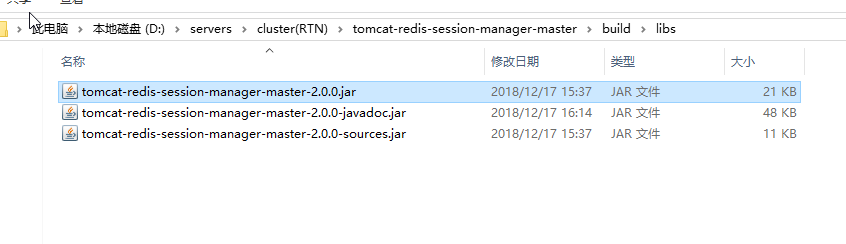 共享 查看
此电脑 > 本地磁盘 (D:) > servers > cluster(RTN) > tomcat-redis-session-manager-master > build > libs
名称 修改日期 类型 大小
tomcat-redis-session-manager-master-2.0.0.jar 2018/12/17 15:37 JAR 文件 21 KB
tomcat-redis-session-manager-master-2.0.0-javadoc.jar 2018/12/17 16:14 JAR 文件 48 KB
tomcat-redis-session-manager-master-2.0.0-sources.jar 2018/12/17 15:37 JAR 文件 11 KB